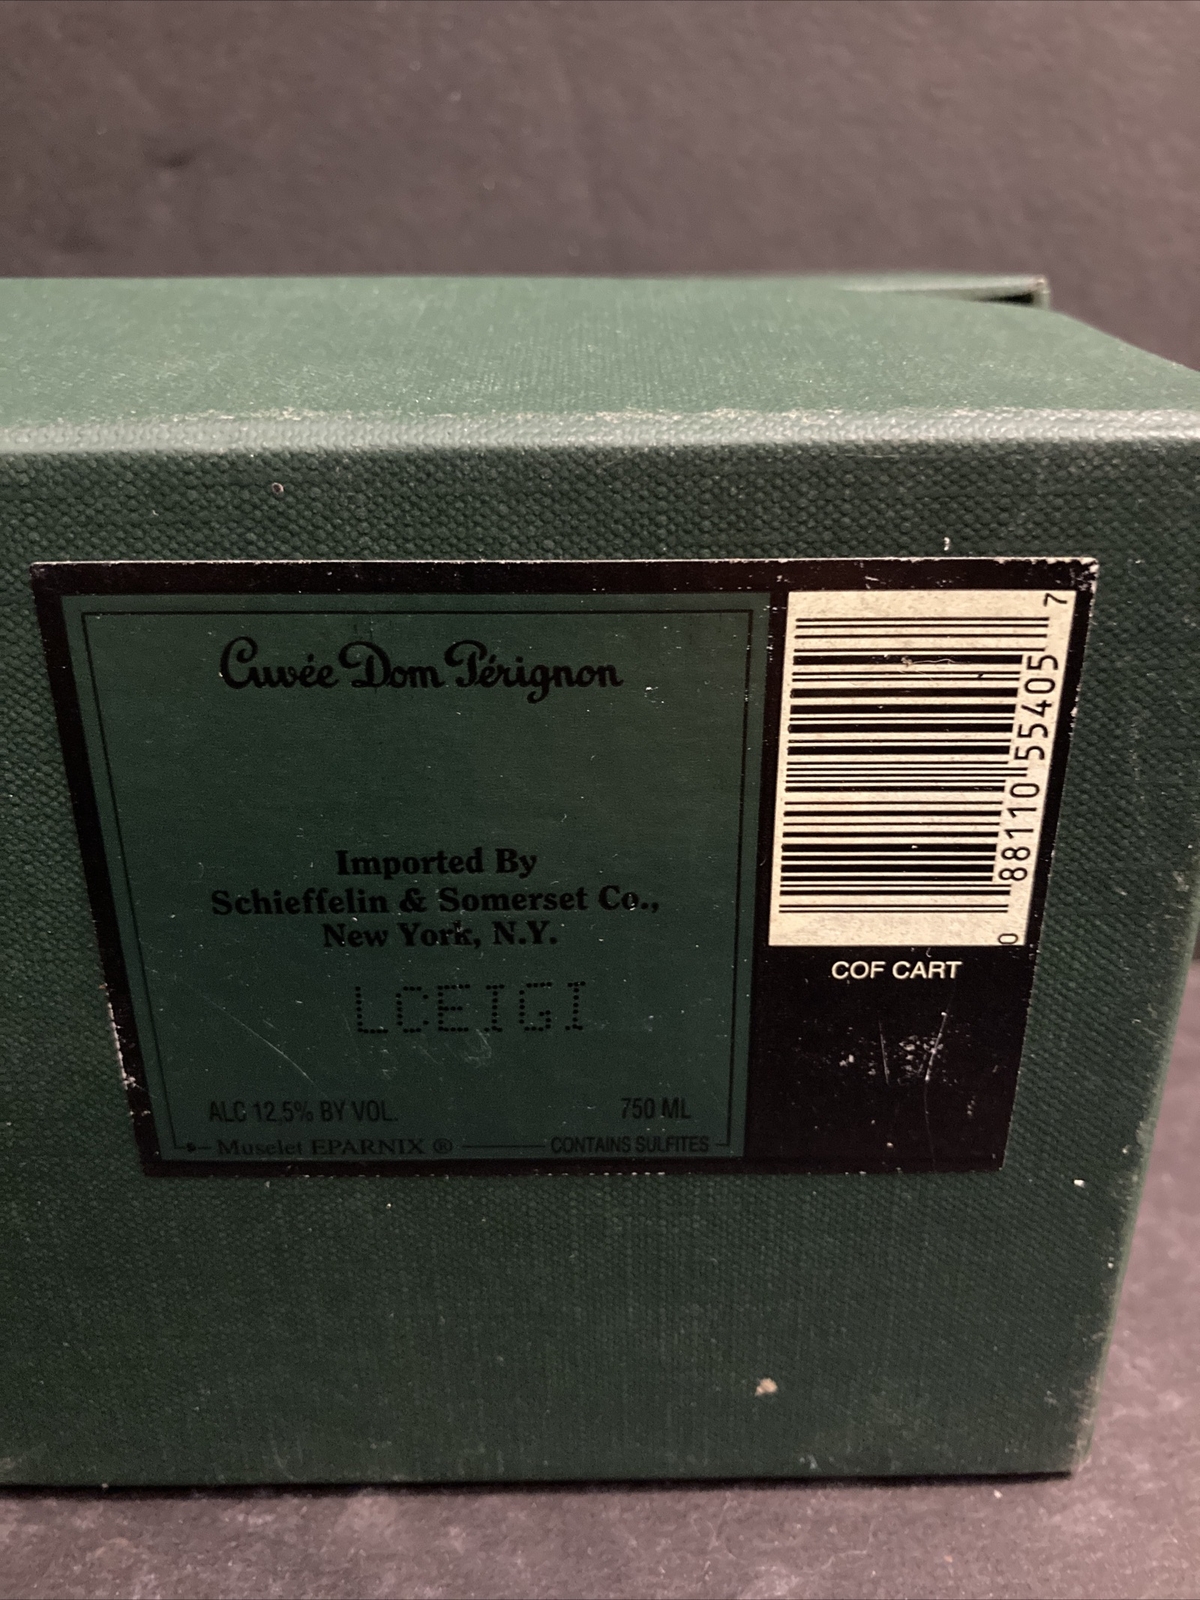 Cuvée Dom Pérignon
Imported By
Schieffelin & Somerset Co.,
New York, N.Y.
LCEIGI
ALC 12,5% BY VOL.
750 ML
Muselet EPARNIX ®
CONTAINS SULFITES
0 88110 55405 7
COF CART